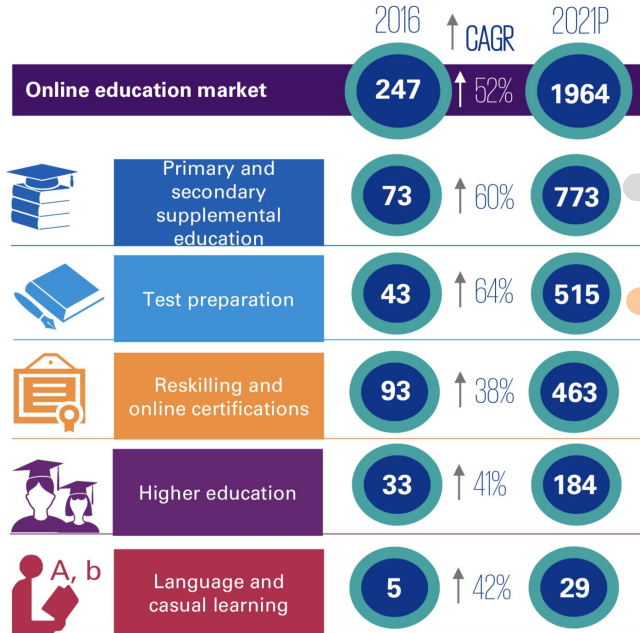 2016 CAGR 2021P
Online education market 247 52% 1964
Primary and
secondary
supplemental
education
73 60% 773
Test preparation 43 64% 515
Reskilling and
online certifications
93 38% 463
Higher education 33 41% 184
A, b
Language and
casual learning
5 42% 29